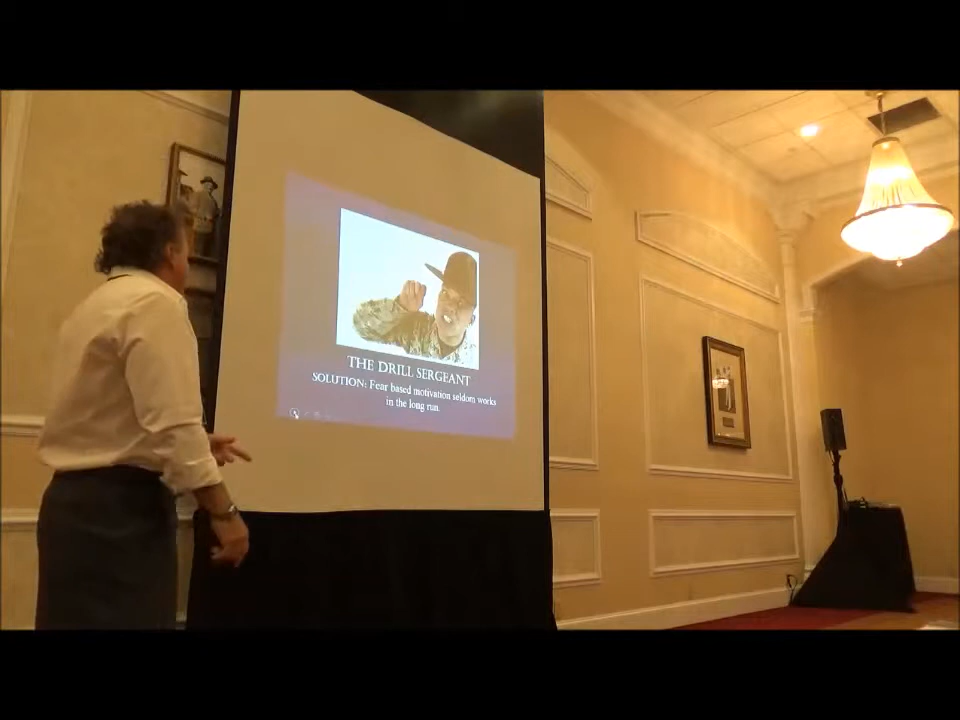 THE DRILL SERGEANT
SOLUTION: Fear based motivation seldom works
in the long run.